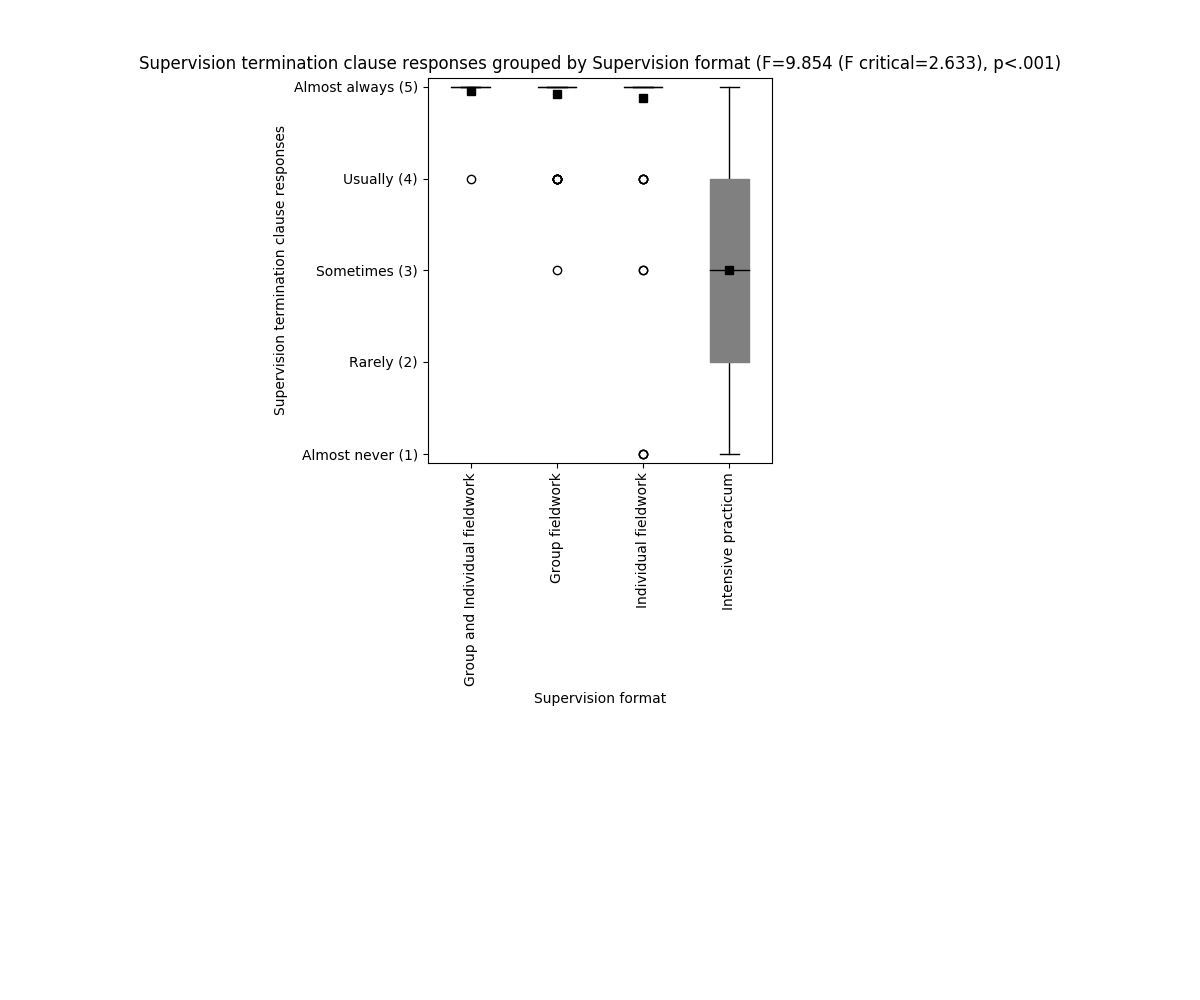 Supervision termination clause responses grouped by Supervision format (F=9.854 (F critical=2.633), p<.001)
Supervision termination clause responses
Almost always (5)
Usually (4)
Sometimes (3)
Rarely (2)
Almost never (1)
Group and Individual fieldwork
Group fieldwork
Individual fieldwork
Intensive practicum
Supervision format